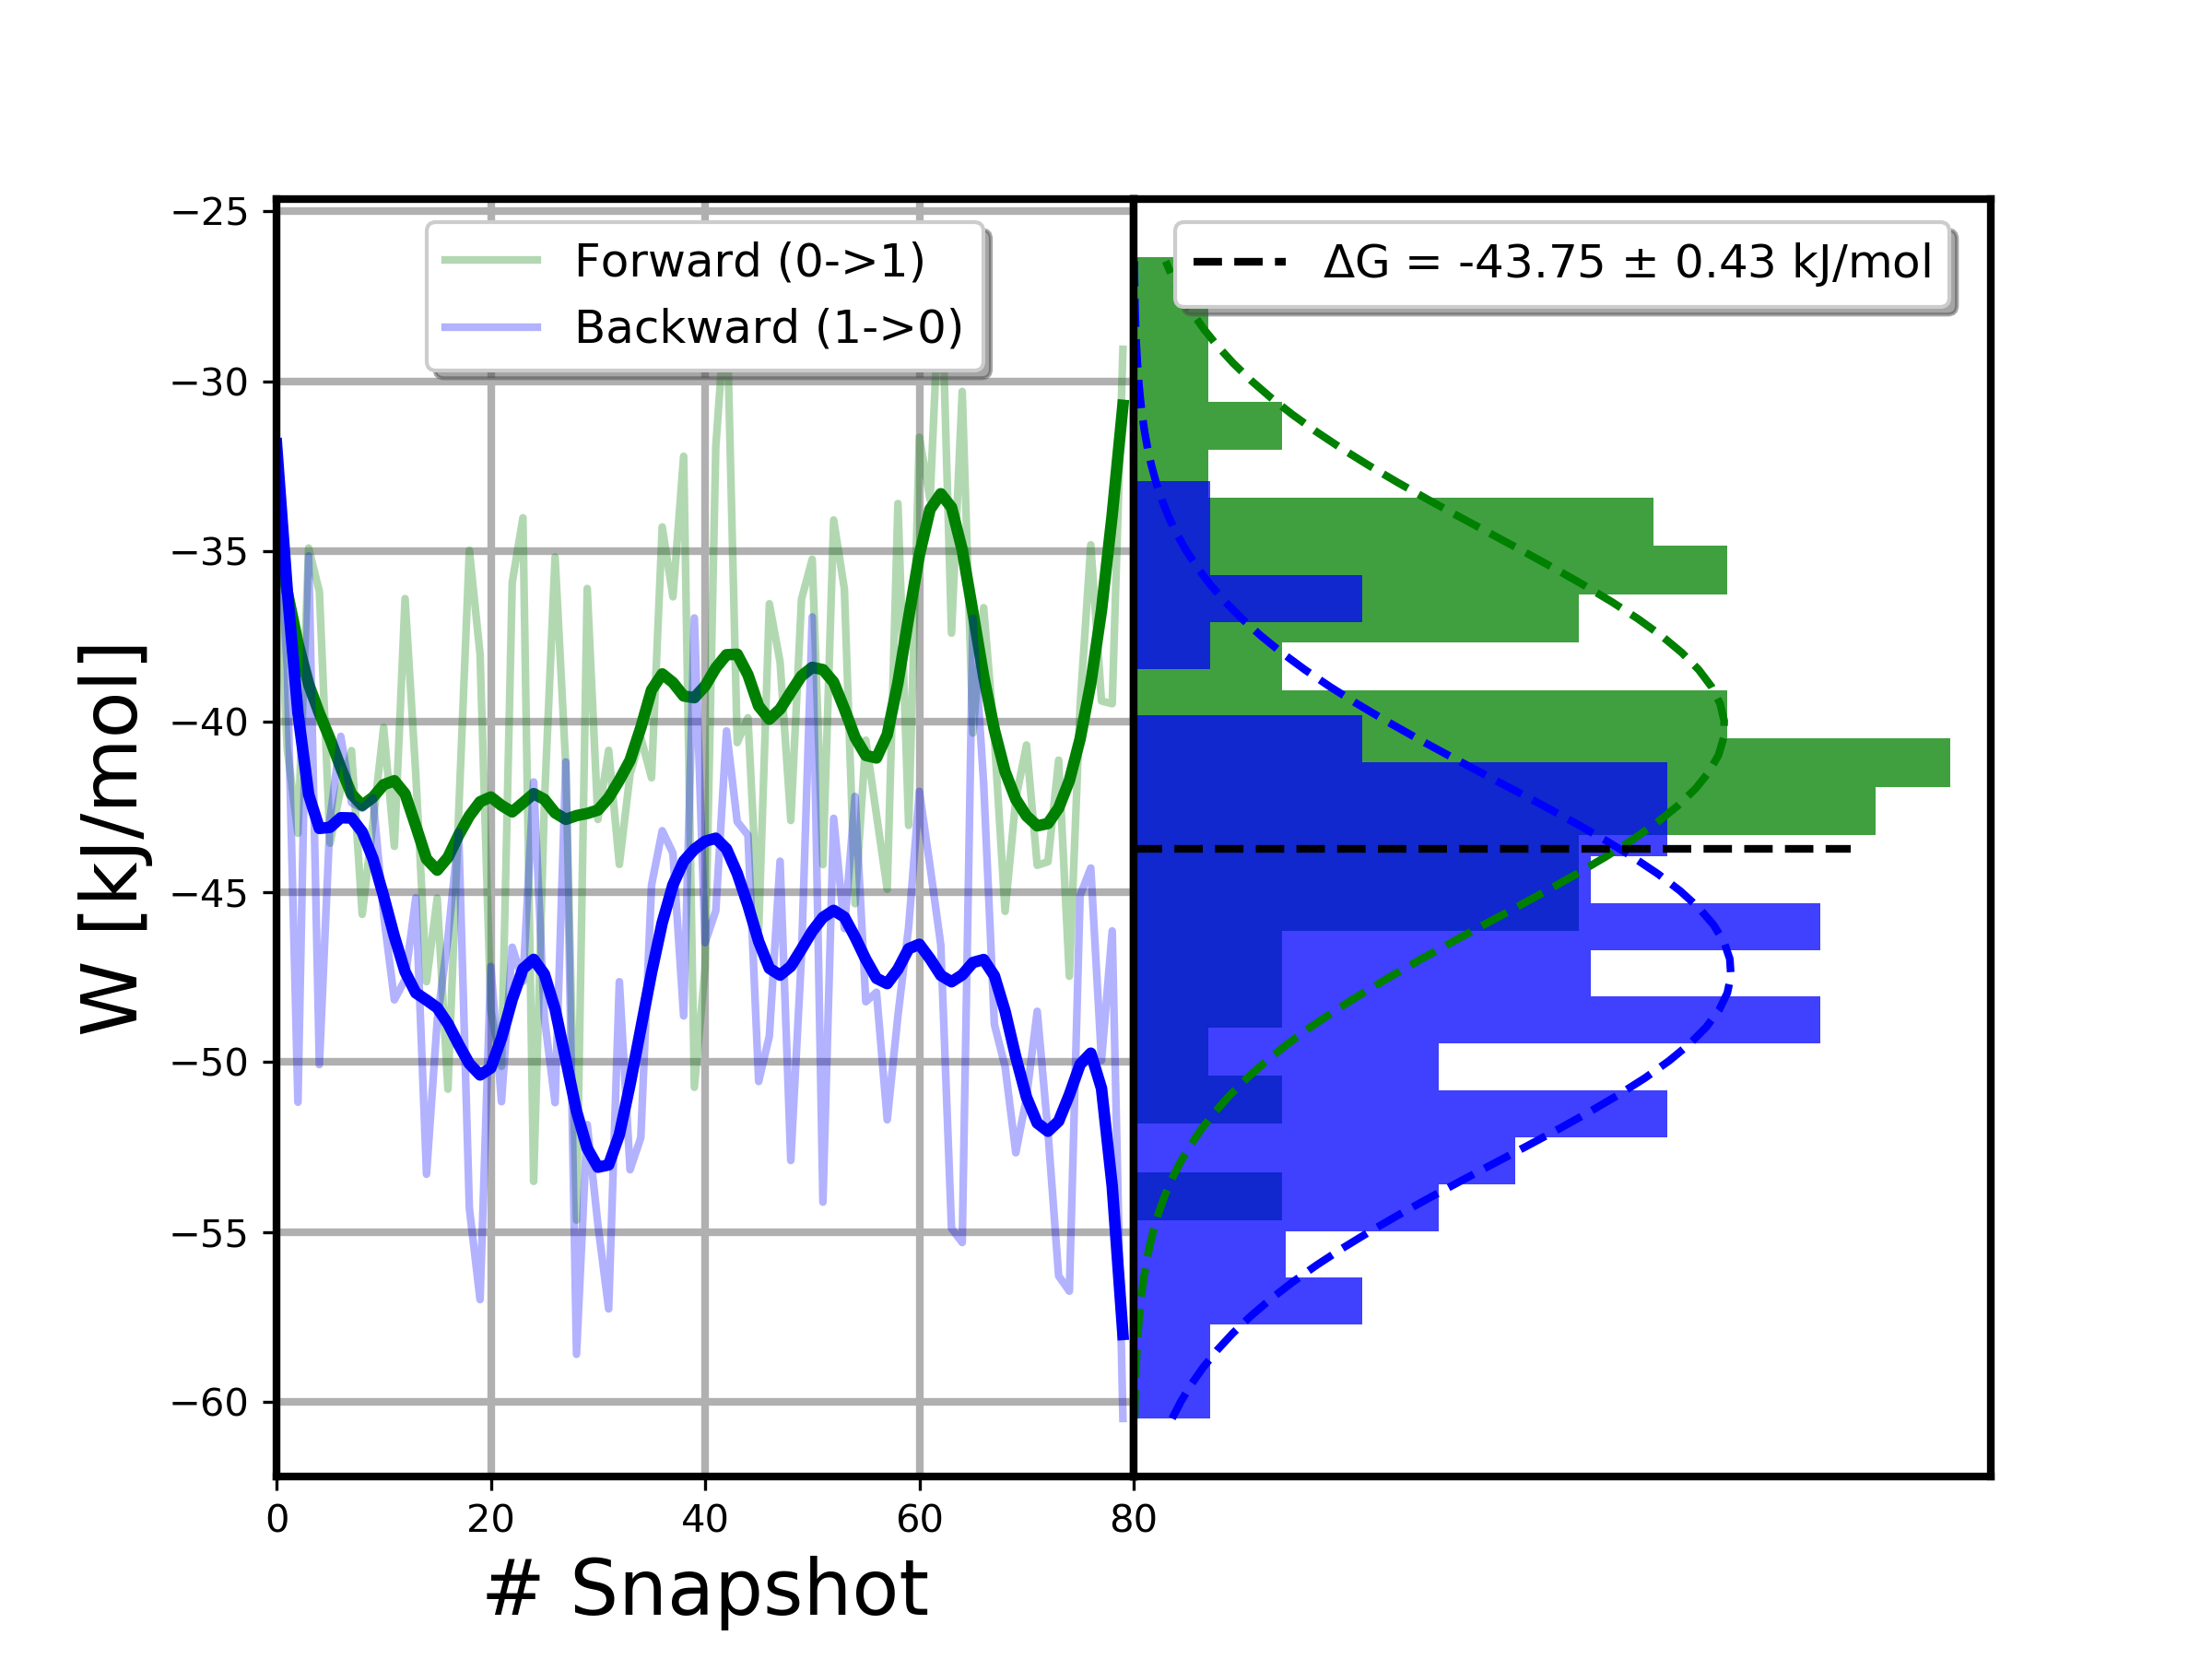 W [kJ/mol]
−25
−30
−35
−40
−45
−50
−55
−60
Forward (0->1)
Backward (1->0)
ΔG = -43.75 ± 0.43 kJ/mol
0 20 40 60 80
# Snapshot